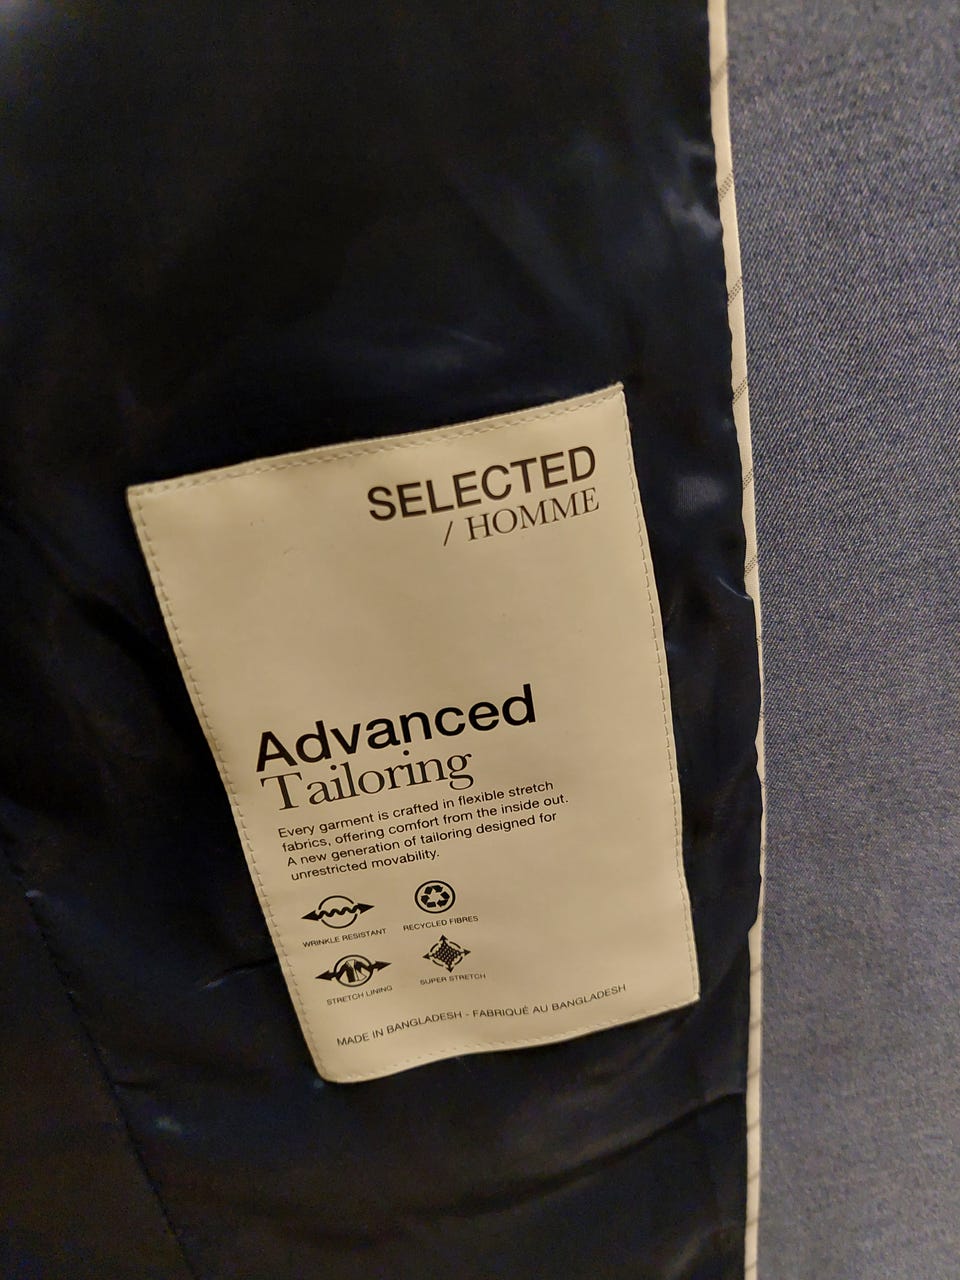 SELECTED
/ HOMME
Advanced
Tailoring
Every garment is crafted in flexible stretch
fabrics, offering comfort from the inside out.
A new generation of tailoring designed for
unrestricted movability.
WRINKLE RESISTANT
RECYCLED FIBRES
STRETCH LINING
SUPER STRETCH
MADE IN BANGLADESH - FABRIQUÉ AU BANGLADESH